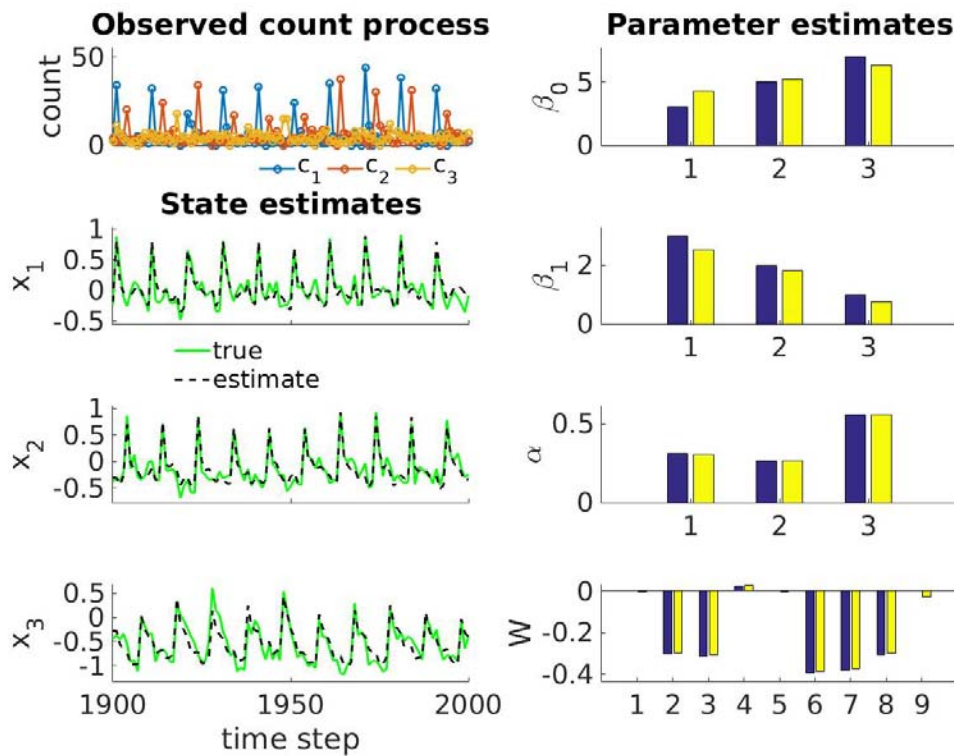 Observed count process
count
50
0
c1 c2 c3
State estimates
x1
1
0.5
0
-0.5
true
estimate
x2
1
0.5
0
-0.5
x3
0.5
0
-0.5
-1
1900 1950 2000
time step
Parameter estimates
β0
5
0
1 2 3
β1
2
0
1 2 3
α
0.5
0
1 2 3
W
0
-0.2
-0.4
1 2 3 4 5 6 7 8 9